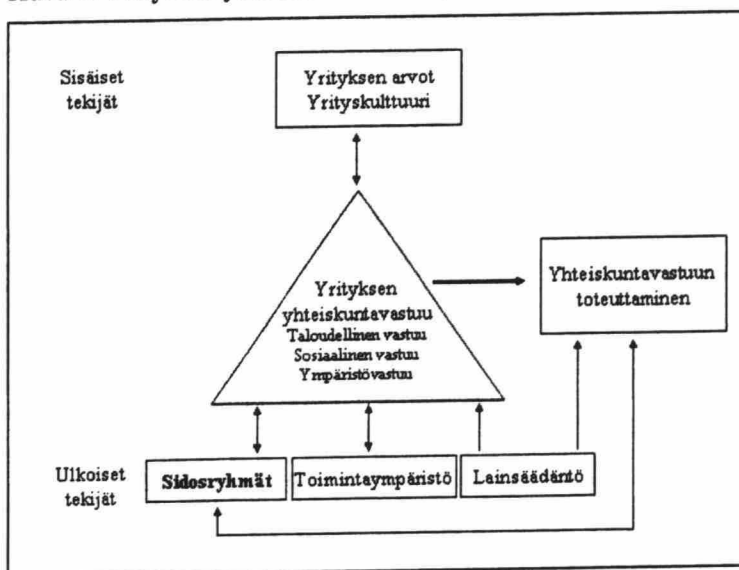 Sisäiset
tekijät
Yrityksen arvot
Yrityskulttuuri
Yrityksen
yhteiskuntavastuu
Taloudellinen vastuu
Sosiaalinen vastuu
Ympäristövastuu
Yhteiskuntavastuun
toteuttaminen
Ulkoiset
tekijät
Sidosryhmät
Toimintaympäristö
Lainsäädäntö